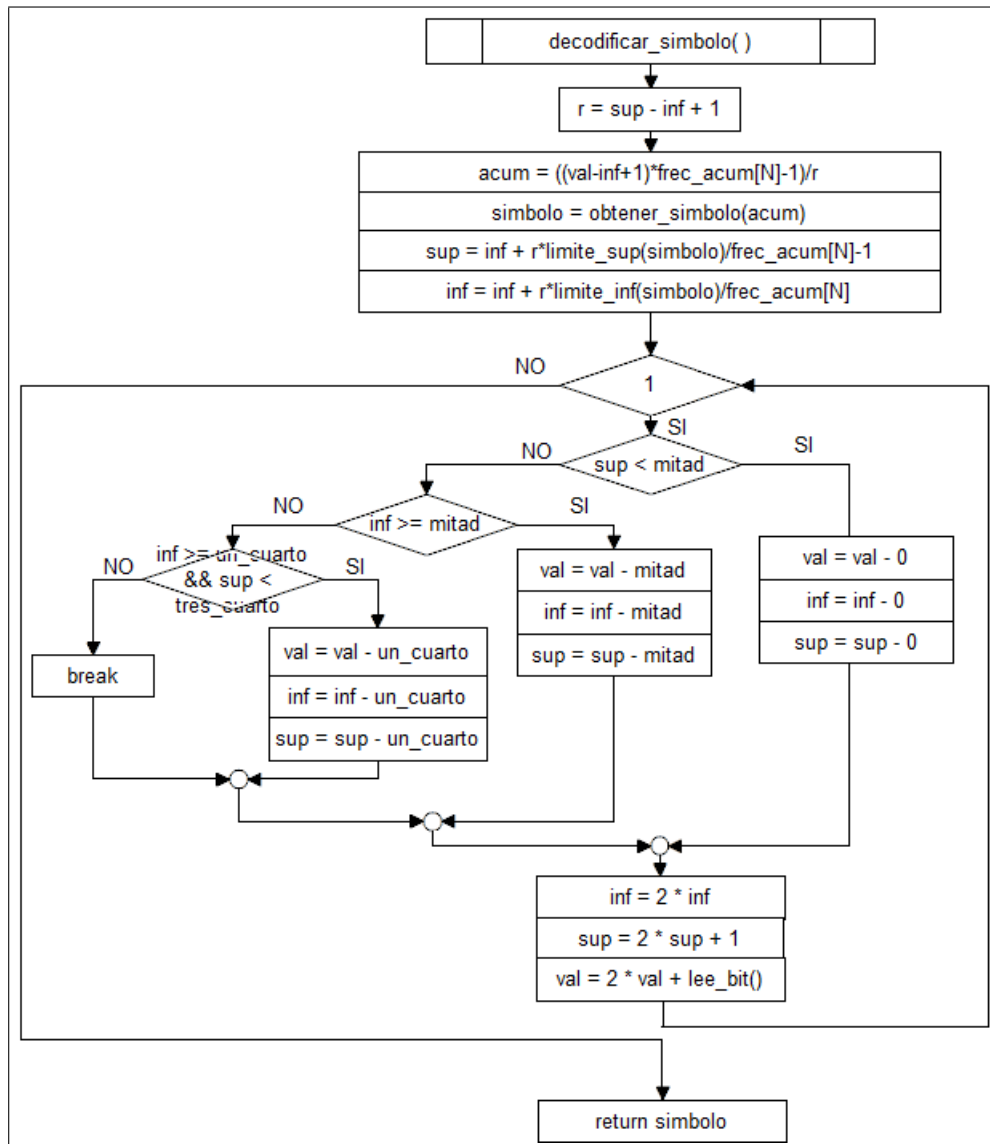 decodificar_simbolo( )
r = sup - inf + 1
acum = ((val-inf+1)*frec_acum[N]-1)/r
simbolo = obtener_simbolo(acum)
sup = inf + r*limite_sup(simbolo)/frec_acum[N]-1
inf = inf + r*limite_inf(simbolo)/frec_acum[N]
NO
1
SI
NO
sup < mitad
SI
NO
inf >= mitad
SI
NO
inf >= un_cuarto
&& sup <
tres_cuarto
SI
val = val - 0
inf = inf - 0
sup = sup - 0
val = val - mitad
inf = inf - mitad
sup = sup - mitad
break
val = val - un_cuarto
inf = inf - un_cuarto
sup = sup - un_cuarto
inf = 2 * inf
sup = 2 * sup + 1
val = 2 * val + lee_bit()
return simbolo